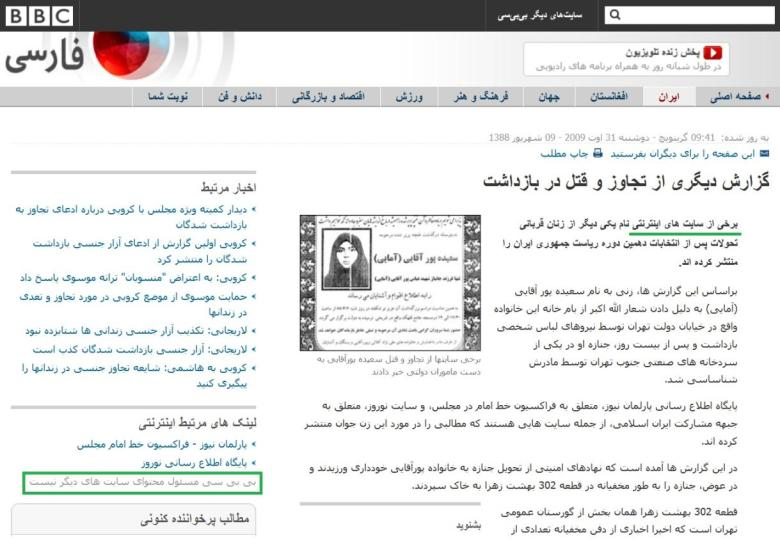 BBC
سایت‌های دیگر بی‌بی‌سی
فارسی
پخش زنده تلویزیون
در طول شبانه روز به همراه برنامه های رادیویی
صفحه اصلی
ایران
افغانستان
جهان
فرهنگ و هنر
ورزش
اقتصاد و بازرگانی
دانش و فن
نوبت شما
به روز شده: 09:41 گرینویچ - دوشنبه 31 اوت 2009 - 09 شهریور 1388
این صفحه را برای دیگران بفرستید
چاپ مطلب
گزارش دیگری از تجاوز و قتل در بازداشت
برخی از سایت های اینترنتی نام یکی دیگر از زنان قربانی
تحولات پس از انتخابات دهمین دوره ریاست جمهوری ایران را
منتشر کرده اند.
براساس این گزارش ها، زنی به نام سعیده پور آقایی
(آمایی) به دلیل دادن شعار الله اکبر از بام خانه این خانواده
واقع در خیابان دولت تهران توسط نیروهای لباس شخصی
بازداشت و پس از بیست روز، جنازه او در یکی از
سردخانه های صنعتی جنوب تهران توسط مادرش
شناساسی شد.
سعیده پور آقایی (آمایی)
برخی سایتها از تجاوز و قتل سعیده پورآقایی به
دست ماموران دولتی خبر دادند
پایگاه اطلاع رسانی پارلمان نیوز، متعلق به فراکسیون خط امام در مجلس، و سایت نوروز، متعلق به
جبهه مشارکت ایران اسلامی، از جمله سایت هایی هستند که مطالبی را در مورد این زن جوان منتشر
کرده اند.
در این گزارش ها آمده است که نهادهای امنیتی از تحویل جنازه به خانواده پورآقایی خودداری ورزیدند و
در عوض، جنازه را به طور مخفیانه در قطعه 302 بهشت زهرا به خاک سپردند.
قطعه 302 بهشت زهرا همان بخش از گورستان عمومی
تهران است که اخیرا اخباری از دفن مخفیانه تعدادی از
بشنوید
اخبار مرتبط
دیدار کمیته ویژه مجلس با کروبی درباره ادعای تجاوز به
بازداشت شدگان
کروبی اولین گزارش از ادعای آزار جنسی بازداشت
شدگان را منتشر کرد
کروبی: به اعتراض "منسوبان" ترانه موسوی پاسخ داد
حمایت موسوی از موضع کروبی در مورد تجاوز و تعدی
در زندانها
لاریجانی: تکذیب آزار جنسی زندانی ها شتابزده نبود
لاریجانی: آزار جنسی بازداشت شدگان کذب است
کروبی به هاشمی: شایعه تجاوز جنسی در زندانها را
پیگیری کنید
لینک های مرتبط اینترنتی
پارلمان نیوز - فراکسیون خط امام مجلس
پایگاه اطلاع رسانی نوروز
بی بی سی مسئول محتوای سایت های دیگر نیست
مطالب پرخواننده کنونی